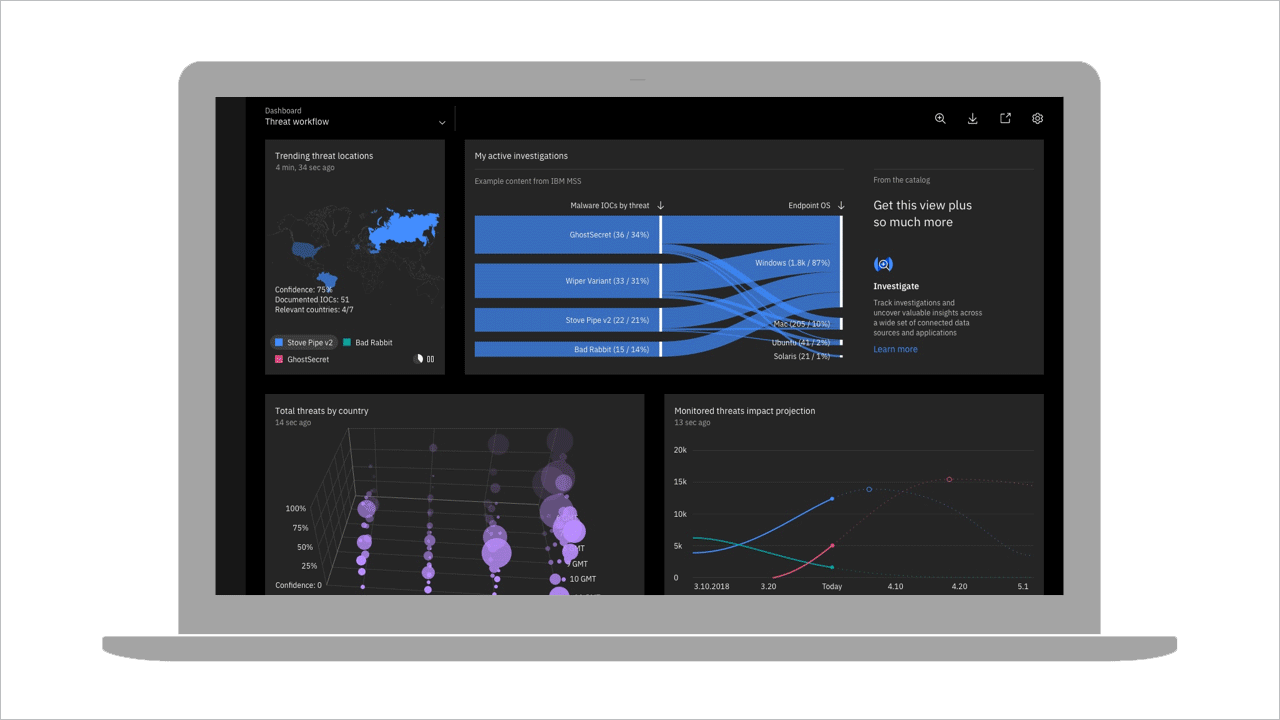 Dashboard
Threat workflow
Trending threat locations
4 min, 34 sec ago
Confidence: 75%
Documented IOCs: 51
Relevant countries: 4/7
Stove Pipe v2
Bad Rabbit
GhostSecret
My active investigations
Example content from IBM MSS
Malware IOCs by threat
Endpoint OS
GhostSecret (36 / 34%)
Wiper Variant (33 / 31%)
Stove Pipe v2 (22 / 21%)
Bad Rabbit (15 / 14%)
Windows (1.8k / 87%)
Mac (205 / 10%)
Ubuntu (41 / 2%)
Solaris (21 / 1%)
From the catalog
Get this view plus
so much more
Investigate
Track investigations and
uncover valuable insights across
a wide set of connected data
sources and applications
Learn more
Total threats by country
14 sec ago
100%
75%
50%
25%
Confidence: 0
GMT
10 GMT
Monitored threats impact projection
13 sec ago
20k
15k
10k
5k
0
3.10.2018
3.20
Today
4.10
4.20
5.1